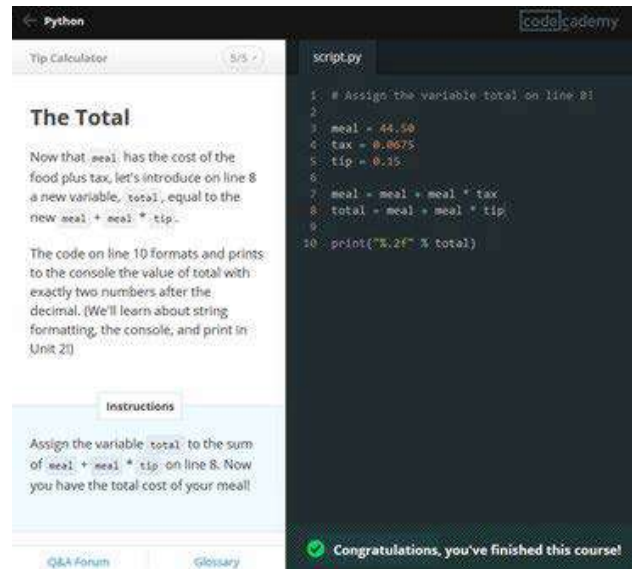 ← Python
codecademy
Tip Calculator
5/5
script.py
The Total
Now that meal has the cost of the
food plus tax, let's introduce on line 8
a new variable, total, equal to the
new meal + meal * tip.
The code on line 10 formats and prints
to the console the value of total with
exactly two numbers after the
decimal. (We'll learn about string
formatting, the console, and print in
Unit 2!)
Instructions
Assign the variable total to the sum
of meal + meal * tip on line 8. Now
you have the total cost of your meal!
Q&A Forum
Glossary
1 # Assign the variable total on line 8!
2
3 meal = 44.50
4 tax = 0.0675
5 tip = 0.15
6
7 meal = meal + meal * tax
8 total = meal + meal * tip
9
10 print("%.2f" % total)
Congratulations, you've finished this course!